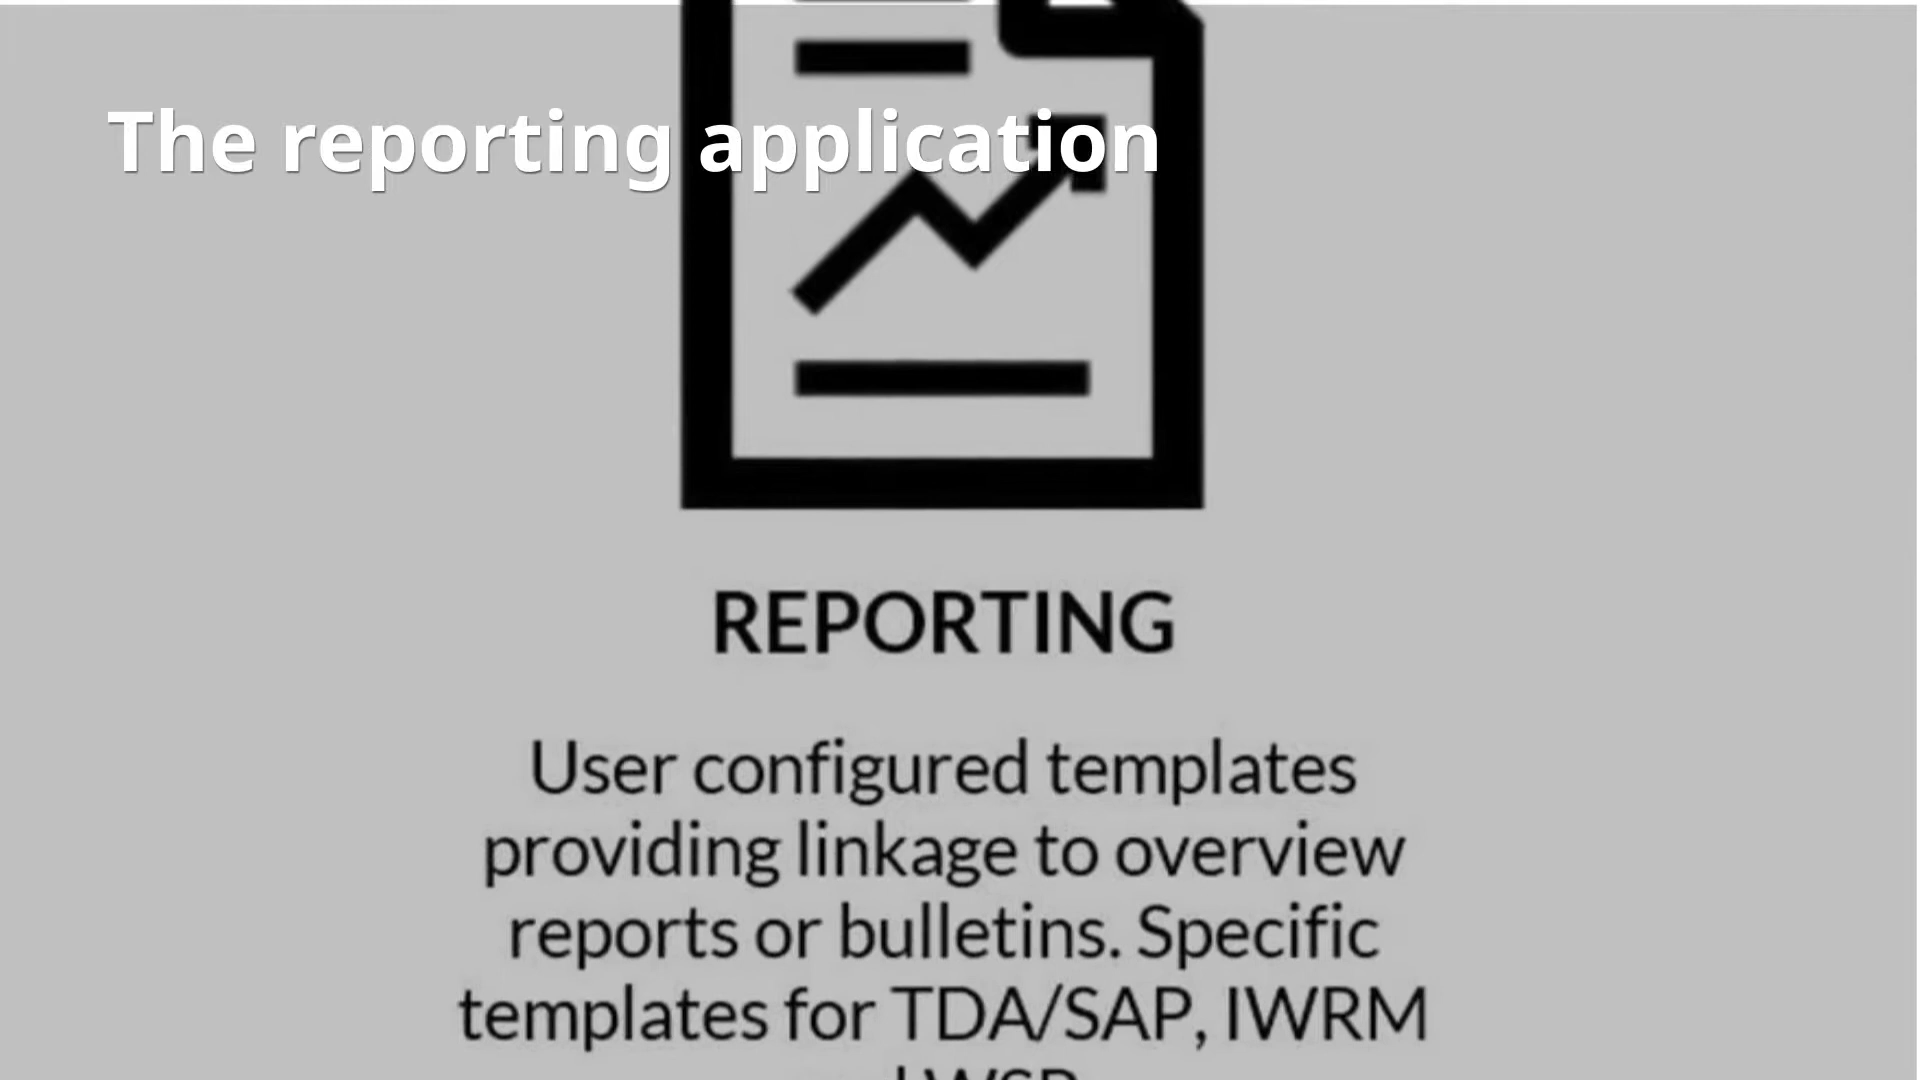 The reporting application
REPORTING
User configured templates
providing linkage to overview
reports or bulletins. Specific
templates for TDA/SAP, IWRM